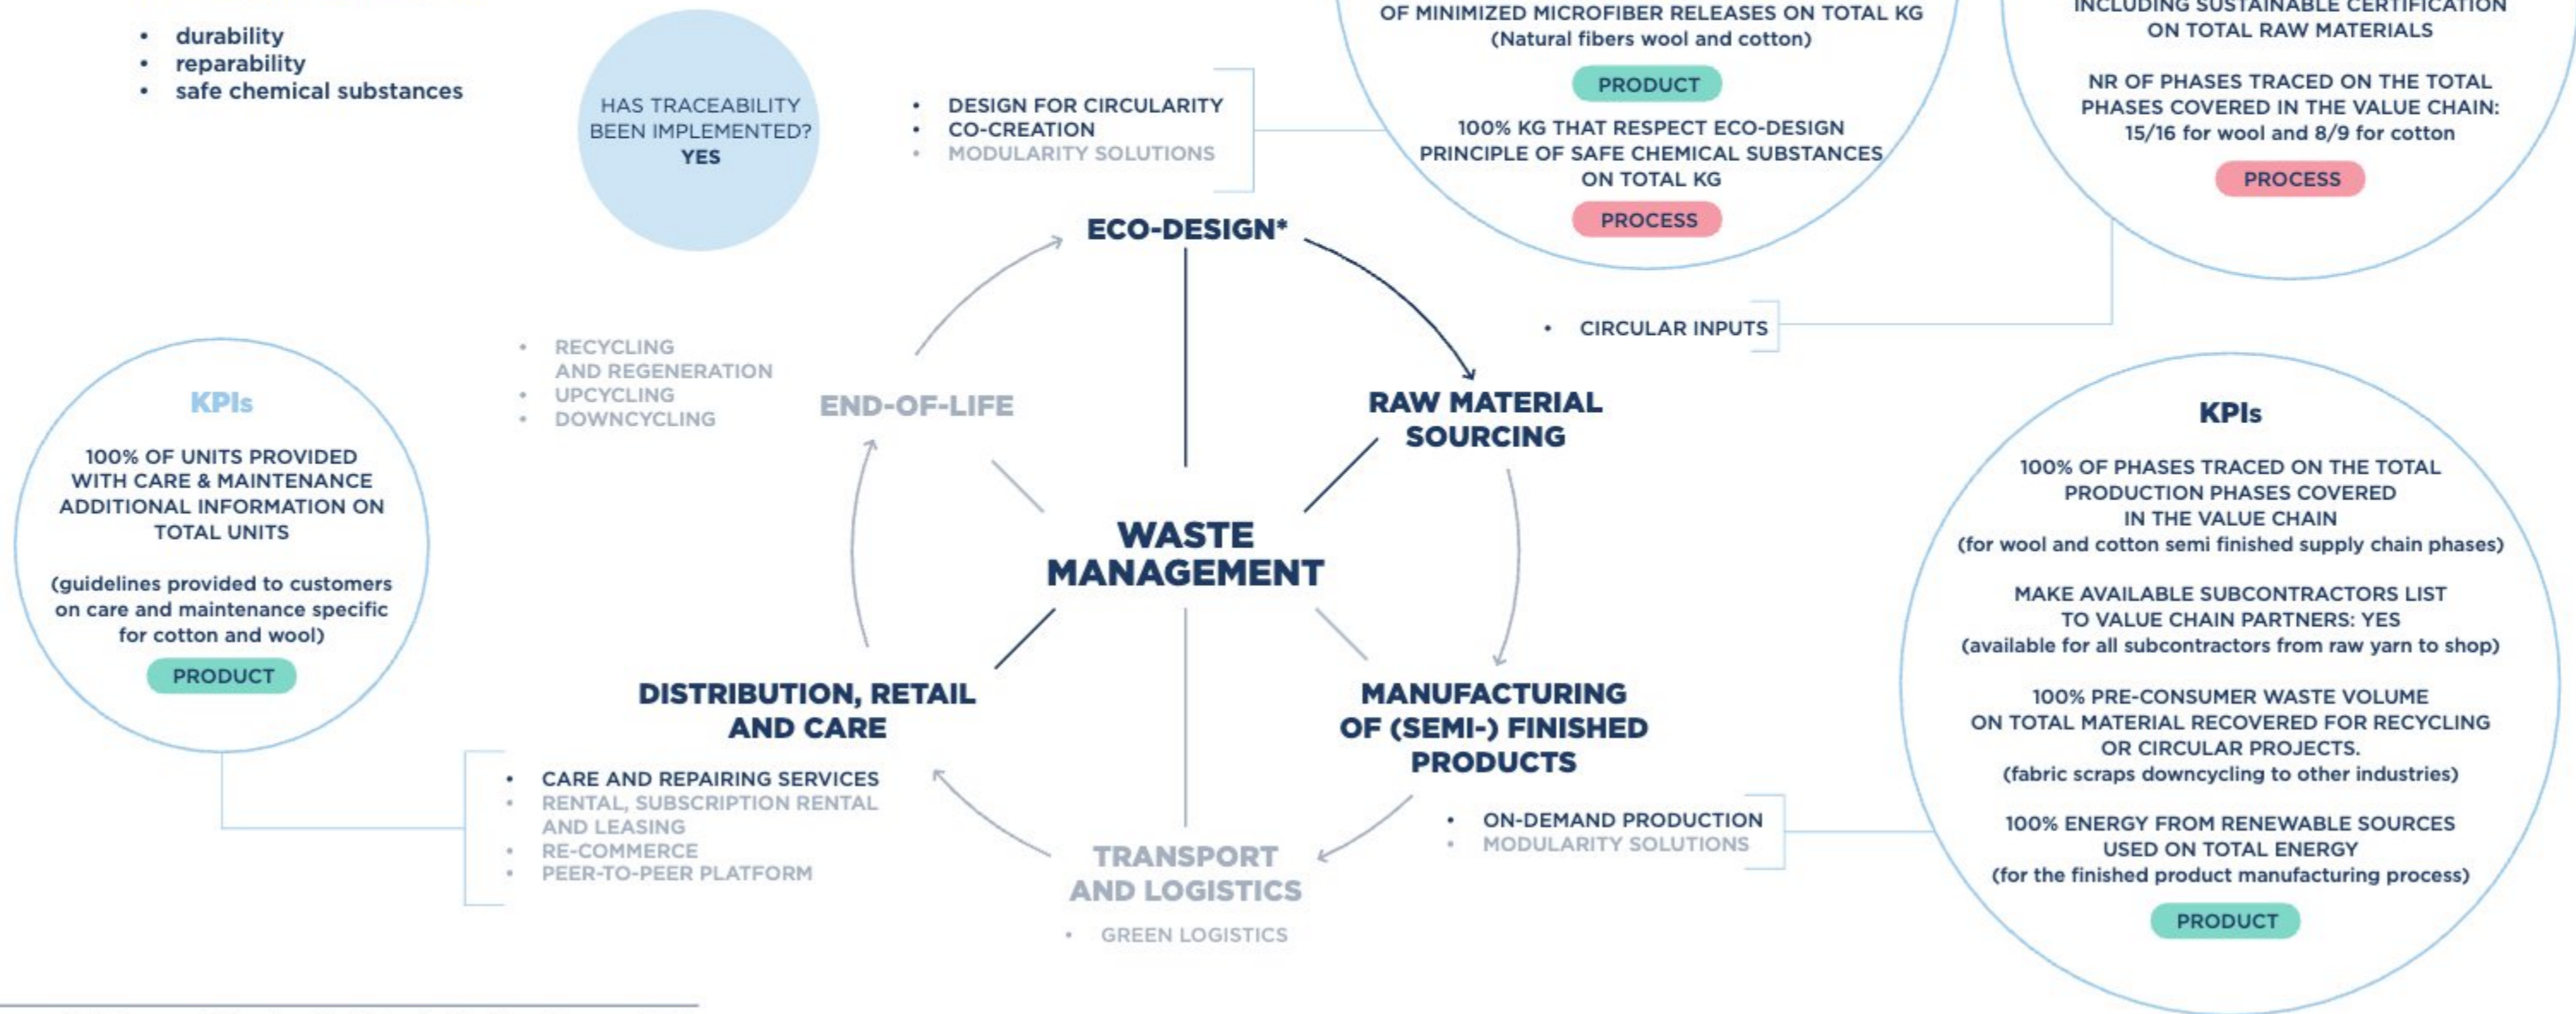 • durability
• reparability
• safe chemical substances
HAS TRACEABILITY
BEEN IMPLEMENTED?
YES
• DESIGN FOR CIRCULARITY
• CO-CREATION
• MODULARITY SOLUTIONS
OF MINIMIZED MICROFIBER RELEASES ON TOTAL KG
(Natural fibers wool and cotton)
PRODUCT
100% KG THAT RESPECT ECO-DESIGN
PRINCIPLE OF SAFE CHEMICAL SUBSTANCES
ON TOTAL KG
PROCESS
INCLUDING SUSTAINABLE CERTIFICATION
ON TOTAL RAW MATERIALS
NR OF PHASES TRACED ON THE TOTAL
PHASES COVERED IN THE VALUE CHAIN:
15/16 for wool and 8/9 for cotton
PROCESS
ECO-DESIGN*
• CIRCULAR INPUTS
• RECYCLING
AND REGENERATION
• UPCYCLING
• DOWNCYCLING
END-OF-LIFE
RAW MATERIAL
SOURCING
KPIs
100% OF UNITS PROVIDED
WITH CARE & MAINTENANCE
ADDITIONAL INFORMATION ON
TOTAL UNITS
(guidelines provided to customers
on care and maintenance specific
for cotton and wool)
PRODUCT
WASTE
MANAGEMENT
KPIs
100% OF PHASES TRACED ON THE TOTAL
PRODUCTION PHASES COVERED
IN THE VALUE CHAIN
(for wool and cotton semi finished supply chain phases)
MAKE AVAILABLE SUBCONTRACTORS LIST
TO VALUE CHAIN PARTNERS: YES
(available for all subcontractors from raw yarn to shop)
100% PRE-CONSUMER WASTE VOLUME
ON TOTAL MATERIAL RECOVERED FOR RECYCLING
OR CIRCULAR PROJECTS.
(fabric scraps downcycling to other industries)
100% ENERGY FROM RENEWABLE SOURCES
USED ON TOTAL ENERGY
(for the finished product manufacturing process)
PRODUCT
DISTRIBUTION, RETAIL
AND CARE
MANUFACTURING
OF (SEMI-) FINISHED
PRODUCTS
• CARE AND REPAIRING SERVICES
• RENTAL, SUBSCRIPTION RENTAL
AND LEASING
• RE-COMMERCE
• PEER-TO-PEER PLATFORM
• ON-DEMAND PRODUCTION
• MODULARITY SOLUTIONS
TRANSPORT
AND LOGISTICS
• GREEN LOGISTICS